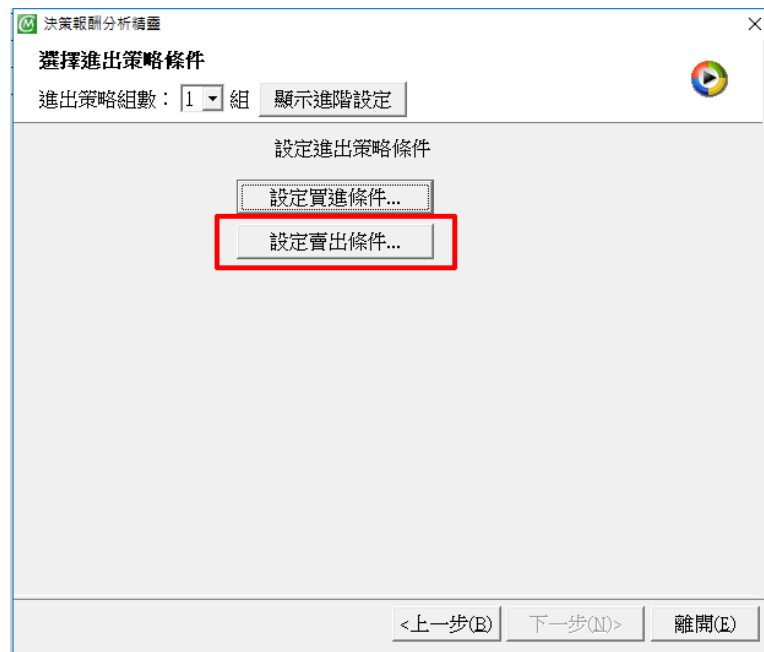 決策報酬分析精靈
選擇進出策略條件
進出策略組數： 1 組 顯示進階設定
設定進出策略條件
設定買進條件...
設定賣出條件...
<上一步(B) 下一步(N)> 離開(E)